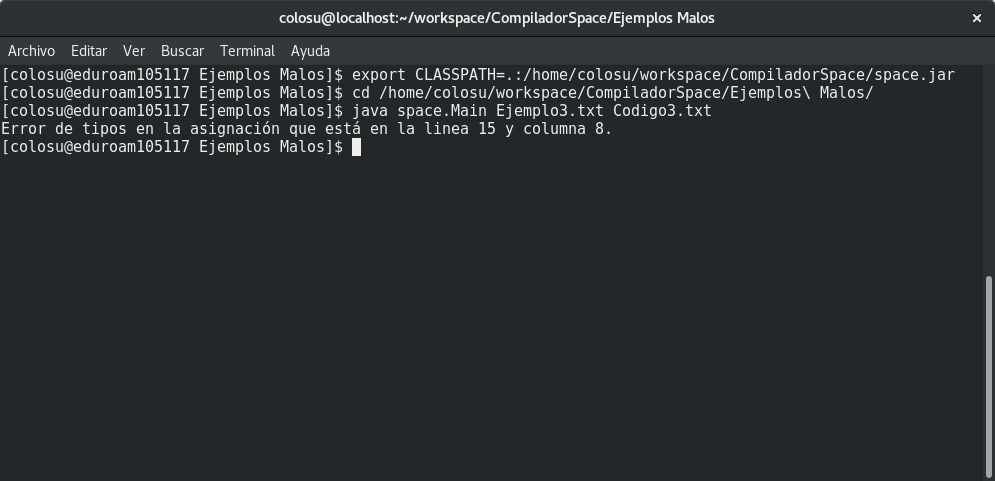 colosu@localhost:~/workspace/CompiladorSpace/Ejemplos Malos ×
Archivo Editar Ver Buscar Terminal Ayuda
[colosu@eduroam105117 Ejemplos Malos]$ export CLASSPATH=.:/home/colosu/workspace/CompiladorSpace/space.jar
[colosu@eduroam105117 Ejemplos Malos]$ cd /home/colosu/workspace/CompiladorSpace/Ejemplos\ Malos/
[colosu@eduroam105117 Ejemplos Malos]$ java space.Main Ejemplo3.txt Codigo3.txt
Error de tipos en la asignación que está en la linea 15 y columna 8.
[colosu@eduroam105117 Ejemplos Malos]$